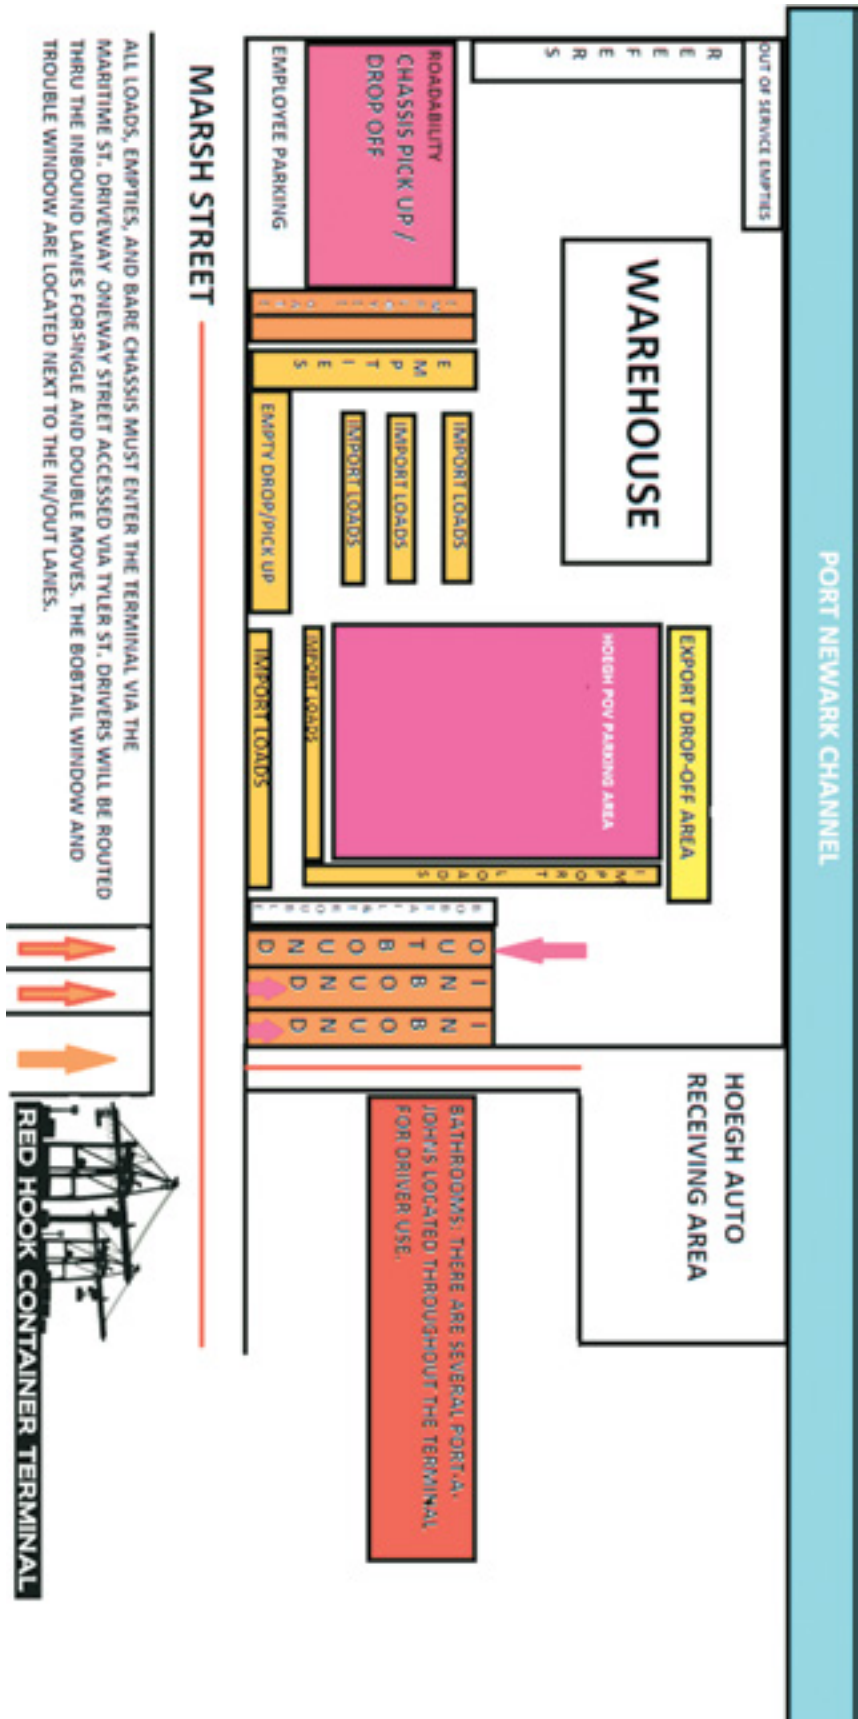 PORT NEWARK CHANNEL
OUT OF SERVICE EMPTIES
REEFERS
WAREHOUSE
ROADABILITY
CHASSIS PICK UP /
DROP OFF
EMPLOYEE PARKING
EMPTIES
EMPTY DROP/PICK UP
IMPORT LOADS
IMPORT LOADS
IMPORT LOADS
EXPORT DROP-OFF AREA
HOEGH POV PARKING AREA
IMPORT LOADS
IMPORT LOADS
IMPORT LOADS
BOBTAIL
OUTBOUND
INBOUND
INBOUND
HOEGH AUTO
RECEIVING AREA
BATHROOMS: THERE ARE SEVERAL PORT-A-
JOHNS LOCATED THROUGHOUT THE TERMINAL
FOR DRIVER USE.
MARSH STREET
ALL LOADS, EMPTIES, AND BARE CHASSIS MUST ENTER THE TERMINAL VIA THE
MARITIME ST. DRIVEWAY ONEWAY STREET ACCESSED VIA TYLER ST. DRIVERS WILL BE ROUTED
THRU THE INBOUND LANES FORSINGLE AND DOUBLE MOVES. THE BOBTAIL WINDOW AND
TROUBLE WINDOW ARE LOCATED NEXT TO THE IN/OUT LANES.
RED HOOK CONTAINER TERMINAL